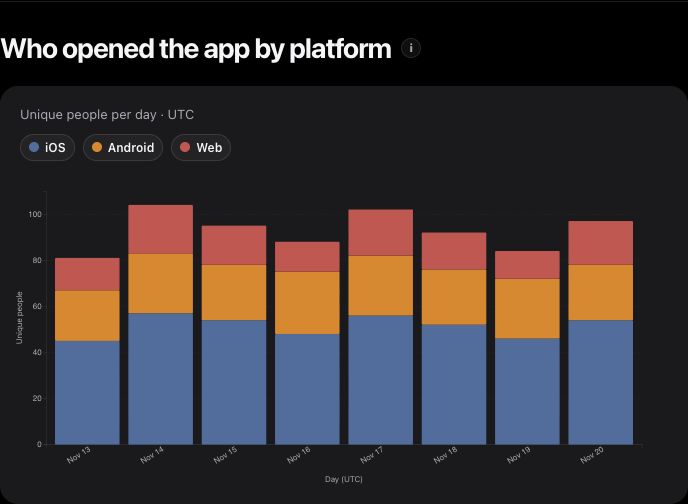 Who opened the app by platform i
Unique people per day · UTC
iOS Android Web
100
80
60
40
20
0
Unique people
Nov 13 Nov 14 Nov 15 Nov 16 Nov 17 Nov 18 Nov 19 Nov 20
Day (UTC)